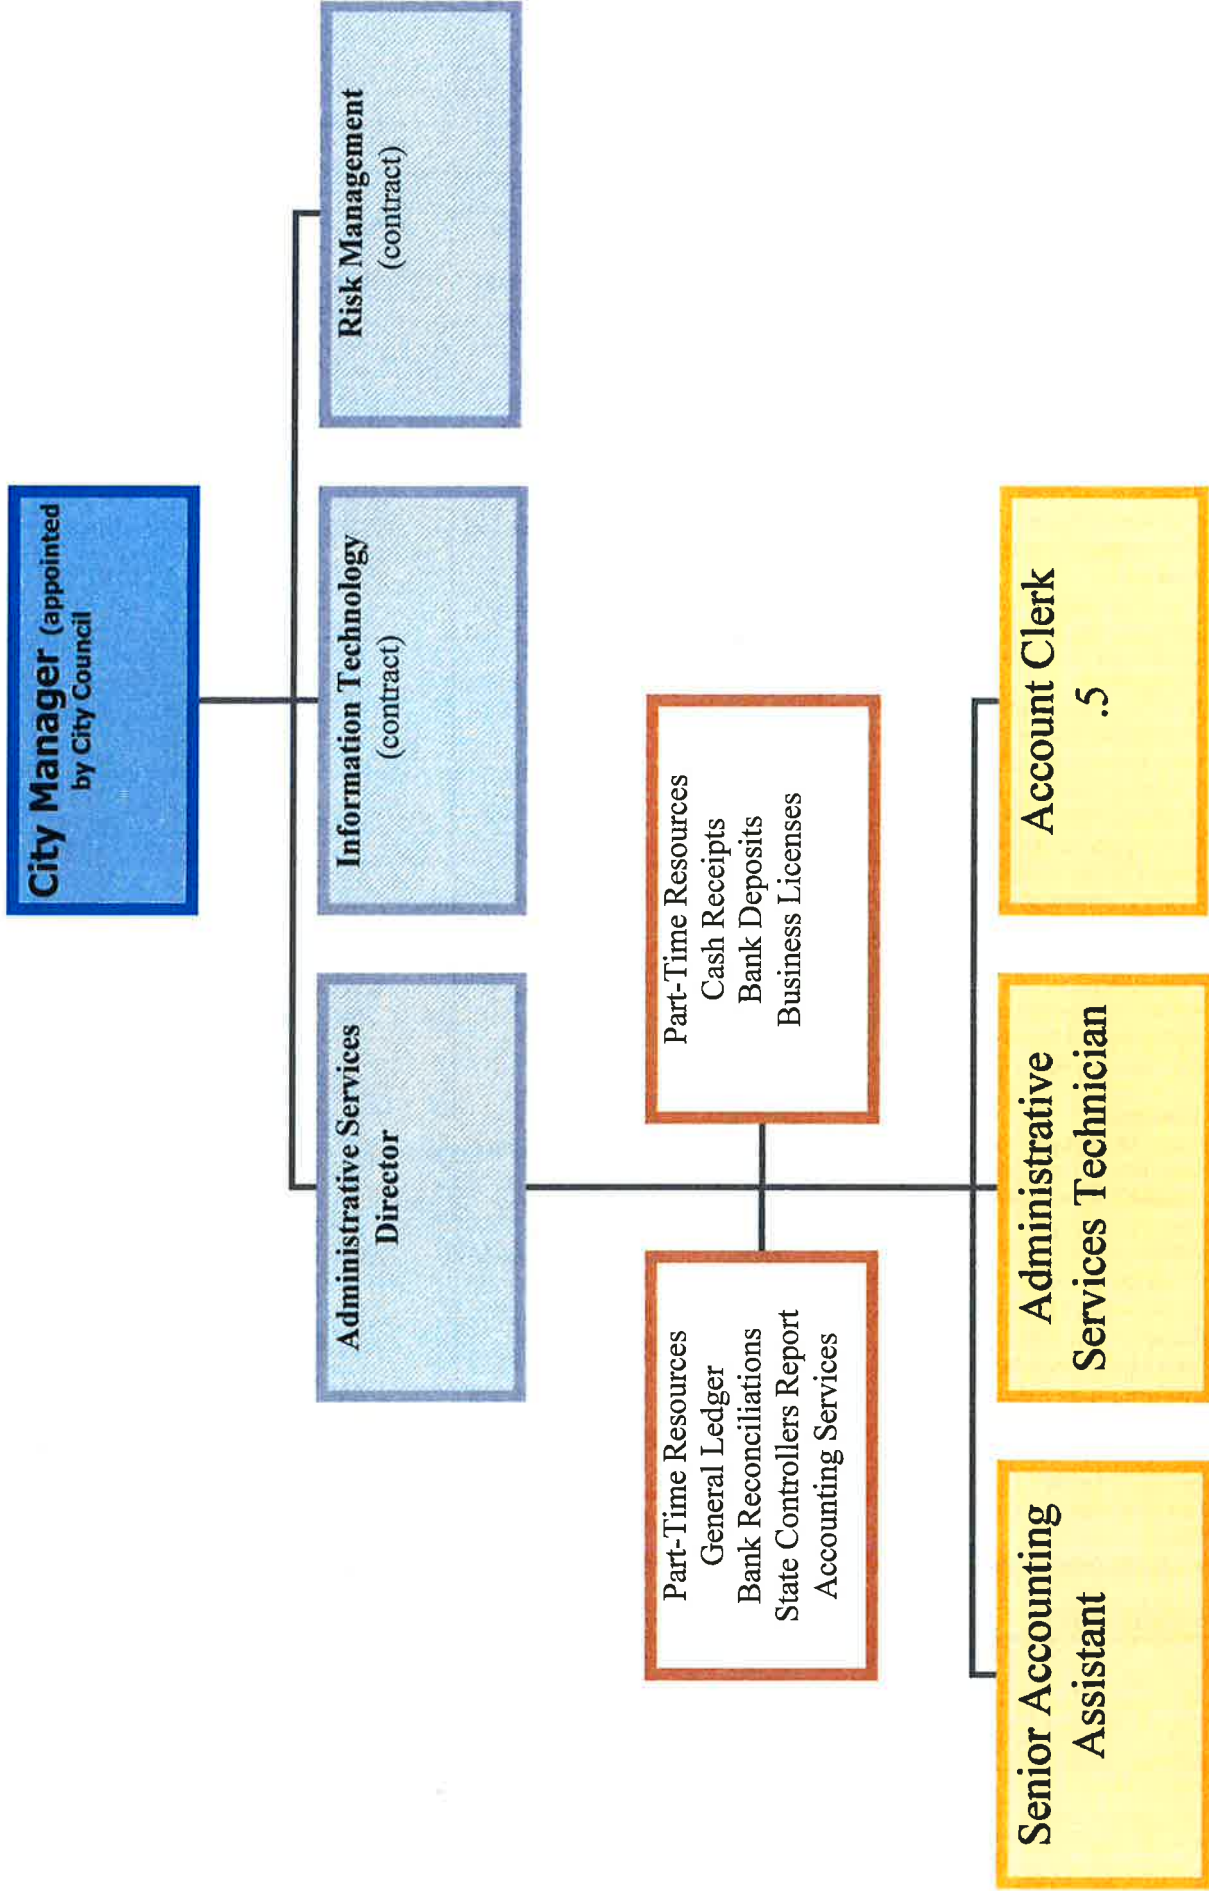 City Manager (appointed
by City Council
Administrative Services
Director
Information Technology
(contract)
Risk Management
(contract)
Part-Time Resources
General Ledger
Bank Reconciliations
State Controllers Report
Accounting Services
Part-Time Resources
Cash Receipts
Bank Deposits
Business Licenses
Senior Accounting
Assistant
Administrative
Services Technician
Account Clerk
.5